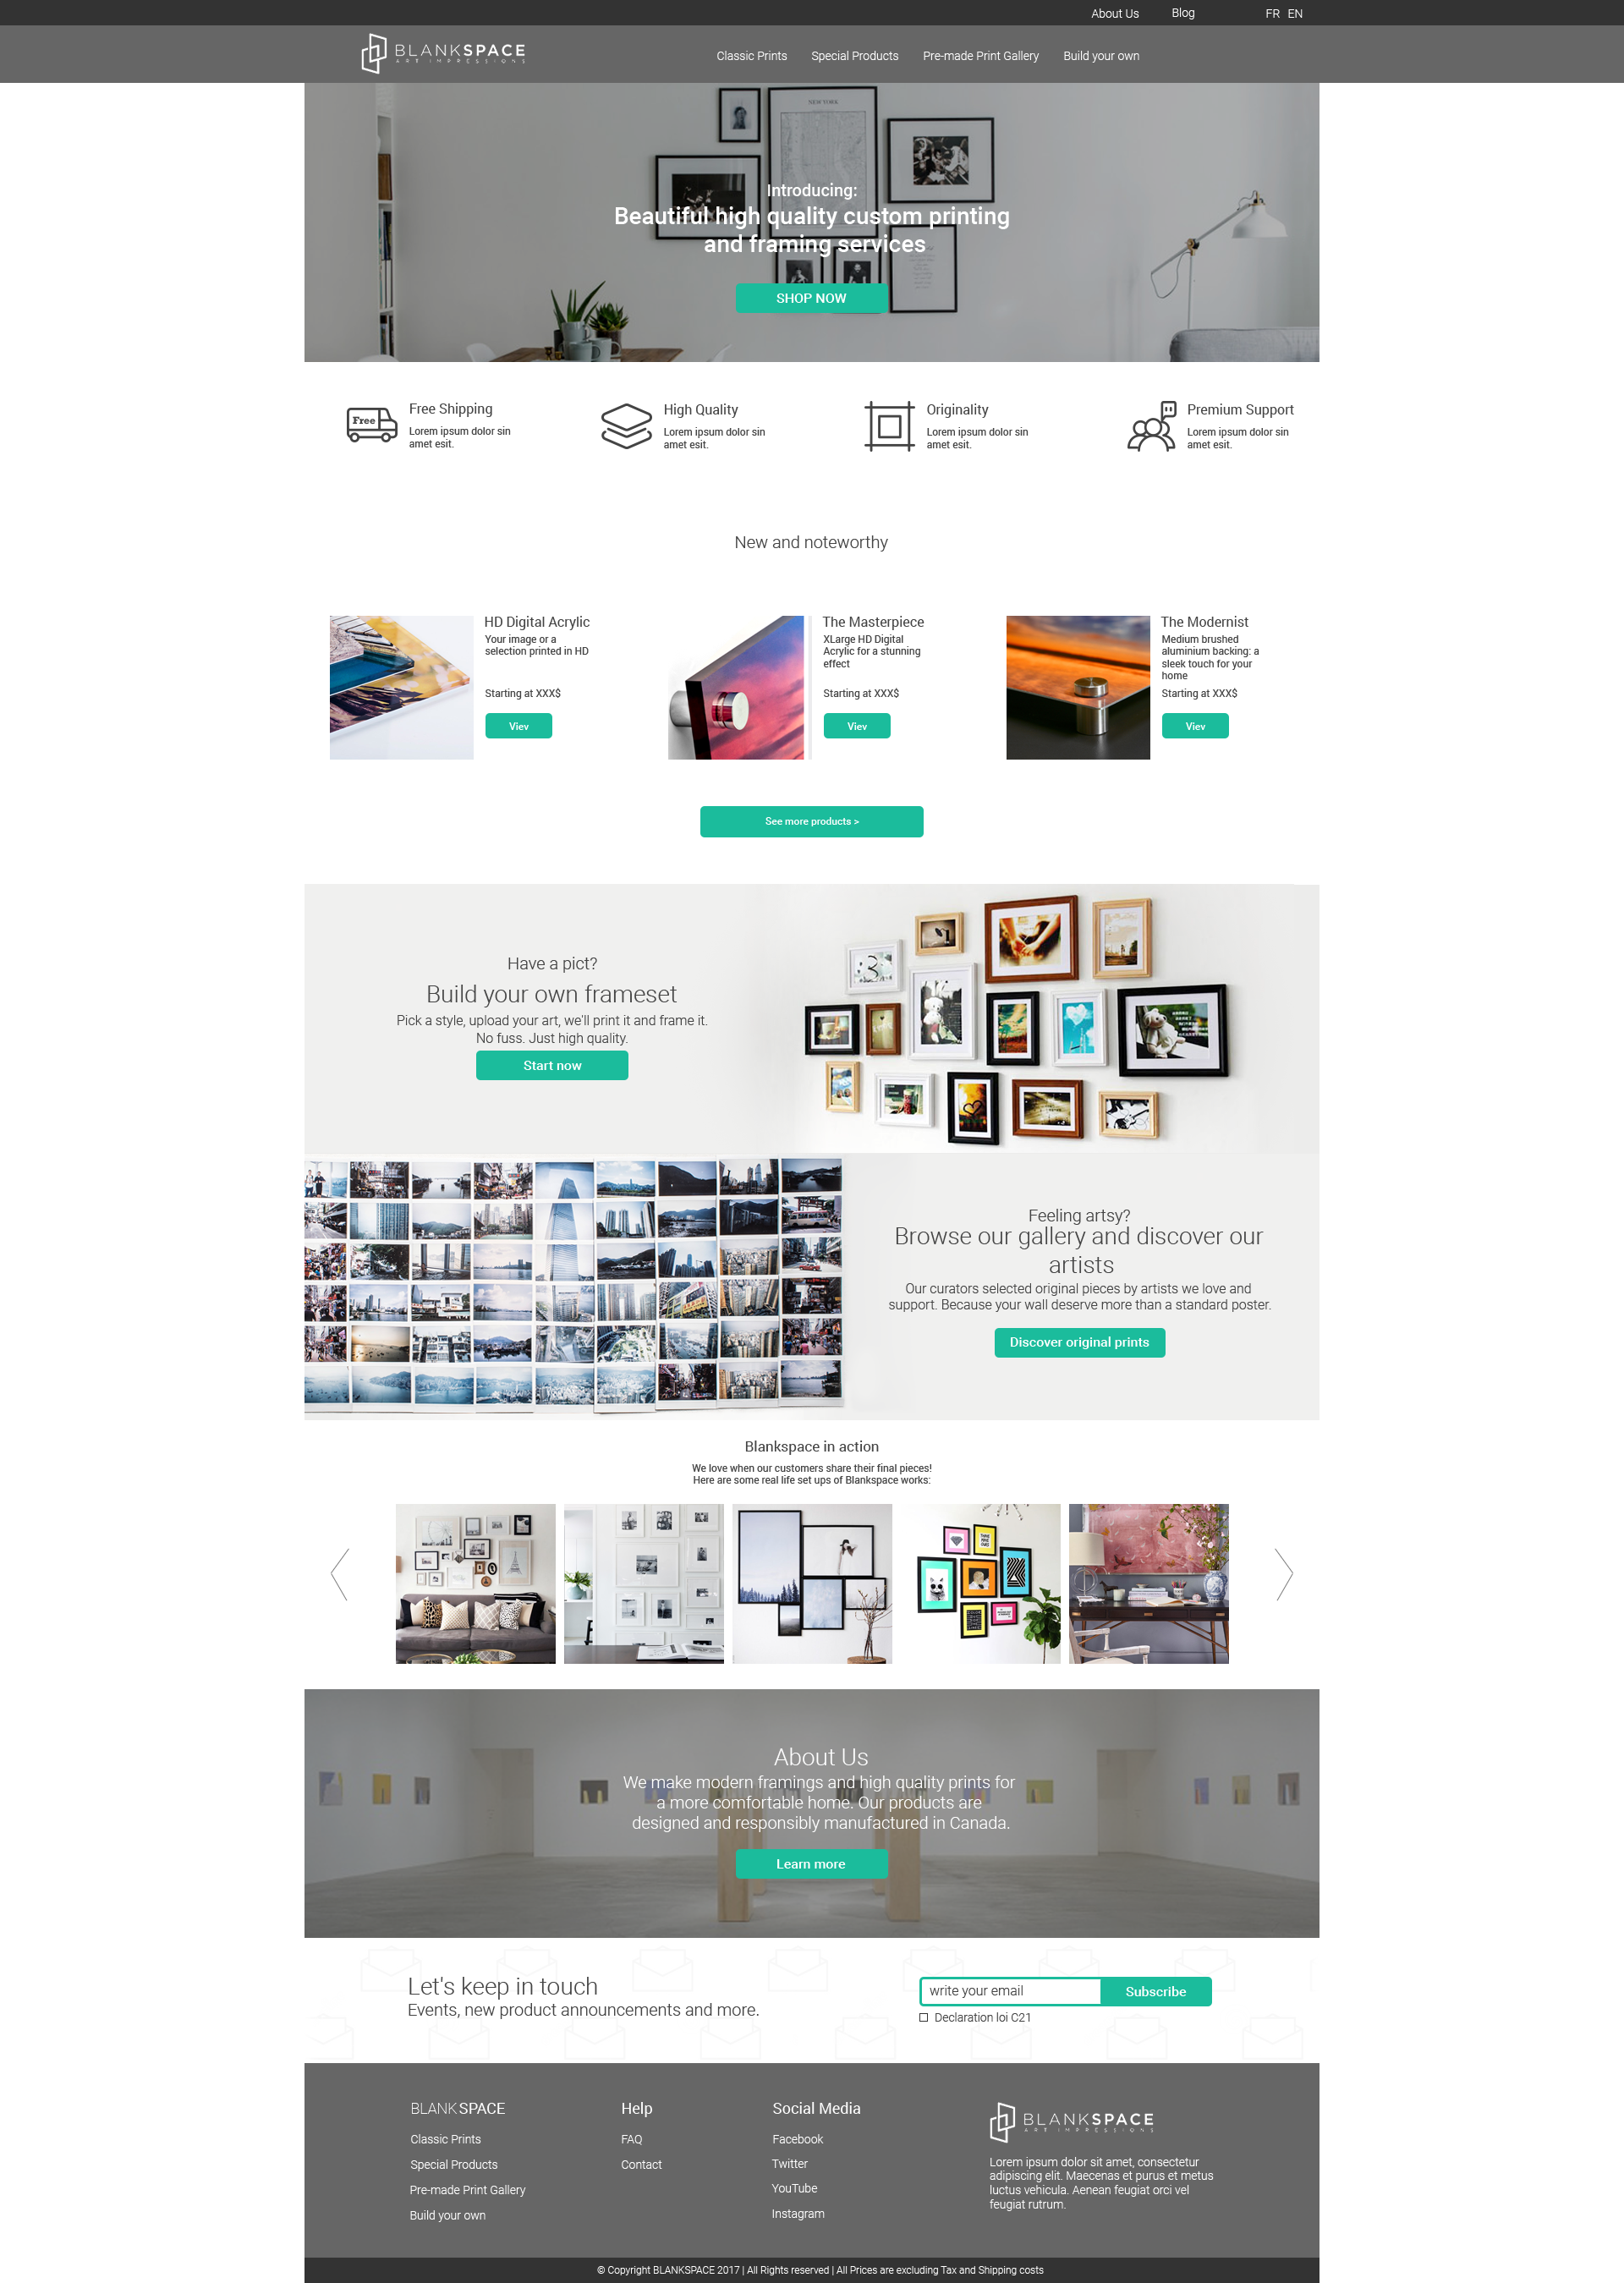 About Us Blog FR EN
BLANKSPACE
ART IMPRESSIONS
Classic Prints Special Products Pre-made Print Gallery Build your own
NEW YORK
Introducing:
Beautiful high quality custom printing
and framing services
SHOP NOW
Free
Free Shipping
Lorem ipsum dolor sin
amet esit.
High Quality
Lorem ipsum dolor sin
amet esit.
Originality
Lorem ipsum dolor sin
amet esit.
Premium Support
Lorem ipsum dolor sin
amet esit.
New and noteworthy
HD Digital Acrylic
Your image or a
selection printed in HD
Starting at XXX$
Viev
The Masterpiece
XLarge HD Digital
Acrylic for a stunning
effect
Starting at XXX$
Viev
The Modernist
Medium brushed
aluminium backing: a
sleek touch for your
home
Starting at XXX$
Viev
See more products >
Have a pict?
Build your own frameset
Pick a style, upload your art, we'll print it and frame it.
No fuss. Just high quality.
Start now
Feeling artsy?
Browse our gallery and discover our
artists
Our curators selected original pieces by artists we love and
support. Because your wall deserve more than a standard poster.
Discover original prints
Blankspace in action
We love when our customers share their final pieces!
Here are some real life set ups of Blankspace works:
About Us
We make modern framings and high quality prints for
a more comfortable home. Our products are
designed and responsibly manufactured in Canada.
Learn more
Let's keep in touch
Events, new product announcements and more.
write your email
Subscribe
Declaration loi C21
BLANKSPACE
Classic Prints
Special Products
Pre-made Print Gallery
Build your own
Help
FAQ
Contact
Social Media
Facebook
Twitter
YouTube
Instagram
BLANKSPACE
ART IMPRESSIONS
Lorem ipsum dolor sit amet, consectetur
adipiscing elit. Maecenas et purus et metus
luctus vehicula. Aenean feugiat orci vel
feugiat rutrum.
© Copyright BLANKSPACE 2017 | All Rights reserved | All Prices are excluding Tax and Shipping costs